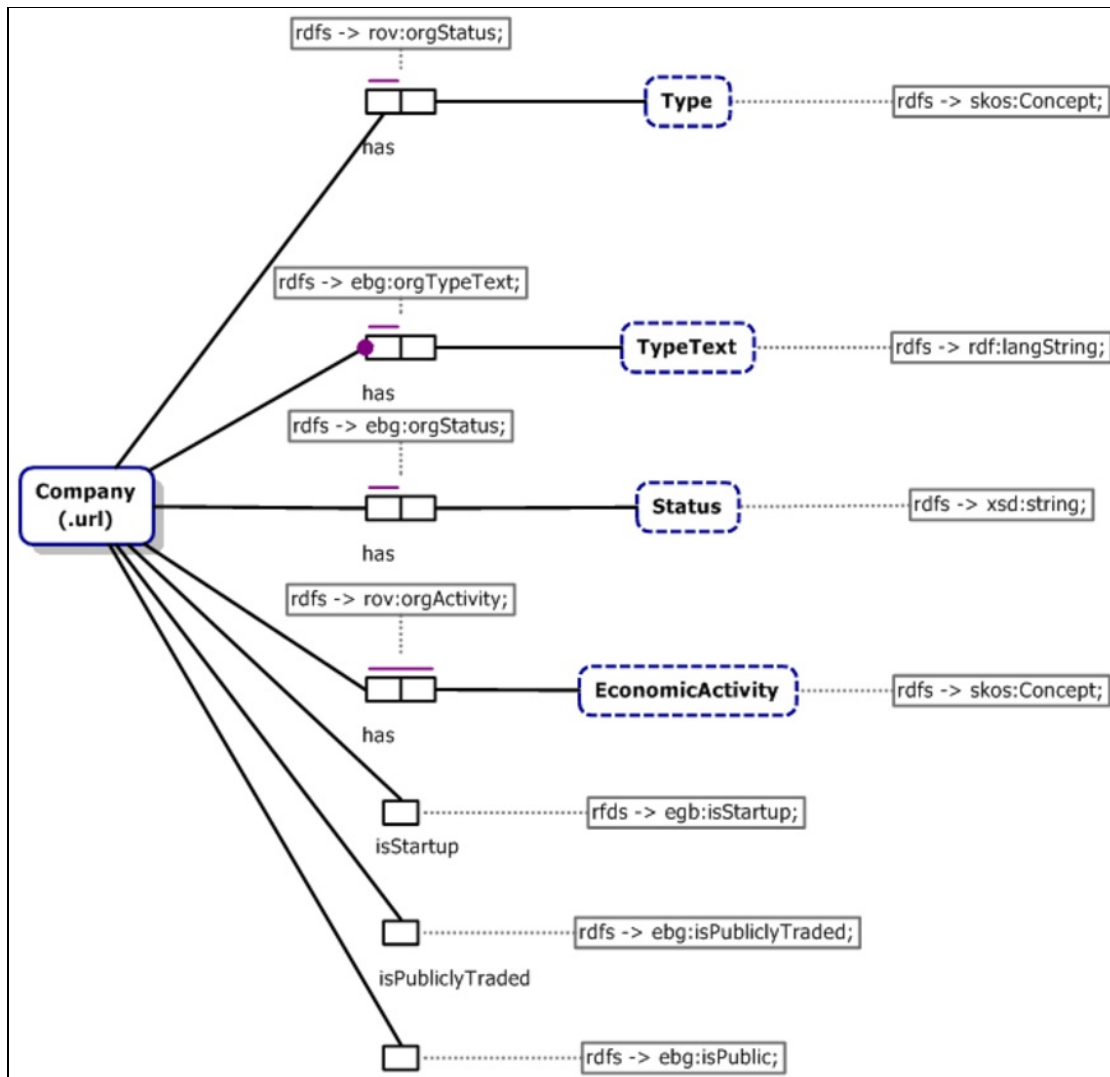 rdfs -> rov:orgStatus;
Type
rdfs -> skos:Concept;
has
rdfs -> ebg:orgTypeText;
TypeText
rdfs -> rdf:langString;
has
rdfs -> ebg:orgStatus;
Company
(.url)
Status
rdfs -> xsd:string;
has
rdfs -> rov:orgActivity;
EconomicActivity
rdfs -> skos:Concept;
has
rfds -> egb:isStartup;
isStartup
rdfs -> ebg:isPubliclyTraded;
isPubliclyTraded
rdfs -> ebg:isPublic;